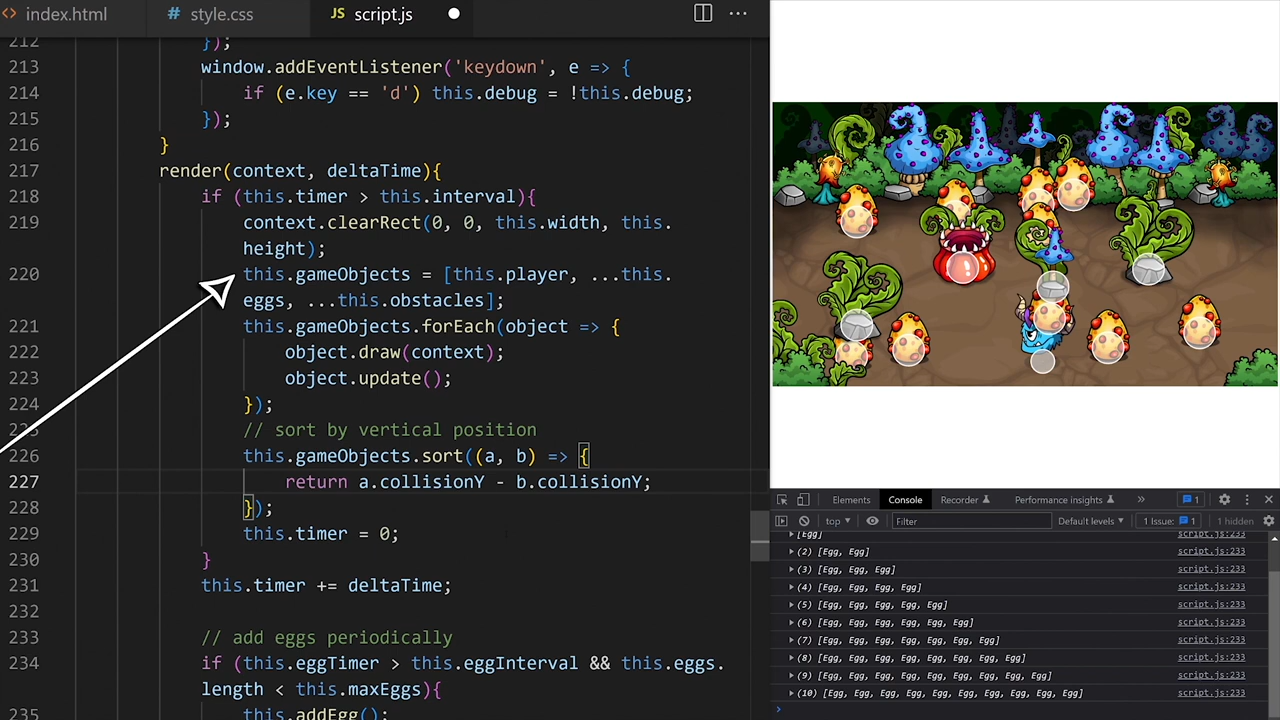 index.html
# style.css
JS script.js
212 });
213 window.addEventListener('keydown', e => {
214 if (e.key == 'd') this.debug = !this.debug;
215 });
216 }
217 render(context, deltaTime){
218 if (this.timer > this.interval){
219 context.clearRect(0, 0, this.width, this.
height);
220 this.gameObjects = [this.player, ...this.
eggs, ...this.obstacles];
221 this.gameObjects.forEach(object => {
222 object.draw(context);
223 object.update();
224 });
225 // sort by vertical position
226 this.gameObjects.sort((a, b) => {
227 return a.collisionY - b.collisionY;
228 });
229 this.timer = 0;
230 }
231 this.timer += deltaTime;
232
233 // add eggs periodically
234 if (this.eggTimer > this.eggInterval && this.eggs.
length < this.maxEggs){
235 this.addEgg();
Elements Console Recorder Performance insights » 1
top Filter Default levels 1 Issue: 1 1 hidden
[Egg] script.js:233
(2) [Egg, Egg] script.js:233
(3) [Egg, Egg, Egg] script.js:233
(4) [Egg, Egg, Egg, Egg] script.js:233
(5) [Egg, Egg, Egg, Egg, Egg] script.js:233
(6) [Egg, Egg, Egg, Egg, Egg, Egg] script.js:233
(7) [Egg, Egg, Egg, Egg, Egg, Egg, Egg] script.js:233
(8) [Egg, Egg, Egg, Egg, Egg, Egg, Egg, Egg] script.js:233
(9) [Egg, Egg, Egg, Egg, Egg, Egg, Egg, Egg, Egg] script.js:233
(10) [Egg, Egg, Egg, Egg, Egg, Egg, Egg, Egg, Egg, Egg] script.js:233